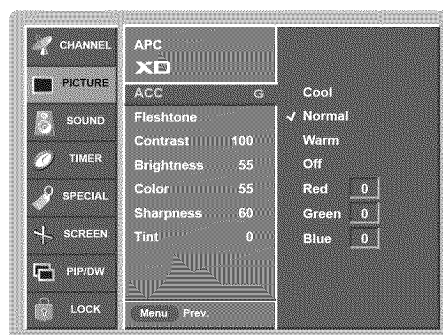 CHANNEL
PICTURE
SOUND
TIMER
SPECIAL
SCREEN
PIP/DW
LOCK
APC
XD
ACC G
Fleshtone
Contrast 100
Brightness 55
Color 55
Sharpness 60
Tint 0
Menu Prev.
Cool
✓ Normal
Warm
Off
Red 0
Green 0
Blue 0